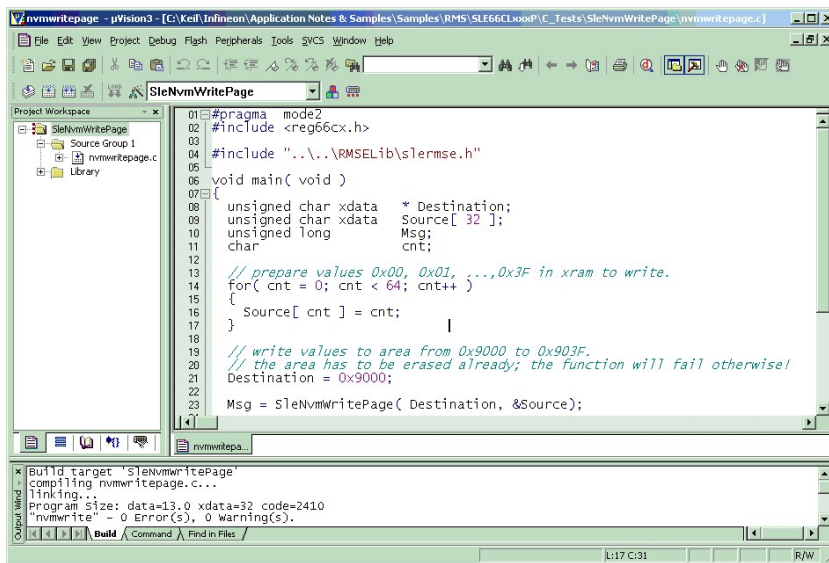 nvmwritepage - µVision3 - [C:\Keil\Infineon\Application Notes & Samples\Samples\RMS\SLE66CLxxxP\C_Tests\SleNvmWritePage\nvmwritepage.c]
File Edit View Project Debug Flash Peripherals Tools SVCS Window Help
SleNvmWritePage
Project Workspace
SleNvmWritePage
Source Group 1
nvmwritepage.c
Library
01 #pragma mode2
02 #include <reg66cx.h>
03
04 #include "..\..\RMSELib\slermse.h"
05
06 void main( void )
07 {
08 unsigned char xdata * Destination;
09 unsigned char xdata Source[ 32 ];
10 unsigned long Msg;
11 char cnt;
12
13 // prepare values 0x00, 0x01, ...,0x3F in xram to write.
14 for( cnt = 0; cnt < 64; cnt++ )
15 {
16 Source[ cnt ] = cnt;
17 }
18
19 // write values to area from 0x9000 to 0x903F.
20 // the area has to be erased already; the function will fail otherwise!
21 Destination = 0x9000;
22
23 Msg = SleNvmWritePage( Destination, &Source);
nvmwritepa...
Output Wind
Build target 'SleNvmWritePage'
compiling nvmwritepage.c...
linking...
Program Size: data=13.0 xdata=32 code=2410
"nvmwrite" - 0 Error(s), 0 Warning(s).
Build Command Find in Files
L:17 C:31 R/W